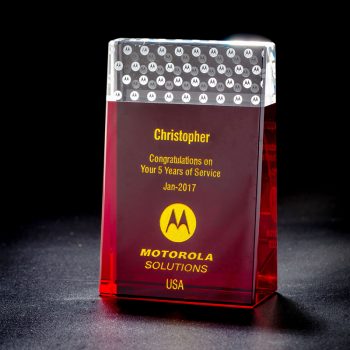 Christopher
Congratulations on
Your 5 Years of Service
Jan-2017
MOTOROLA
SOLUTIONS
USA